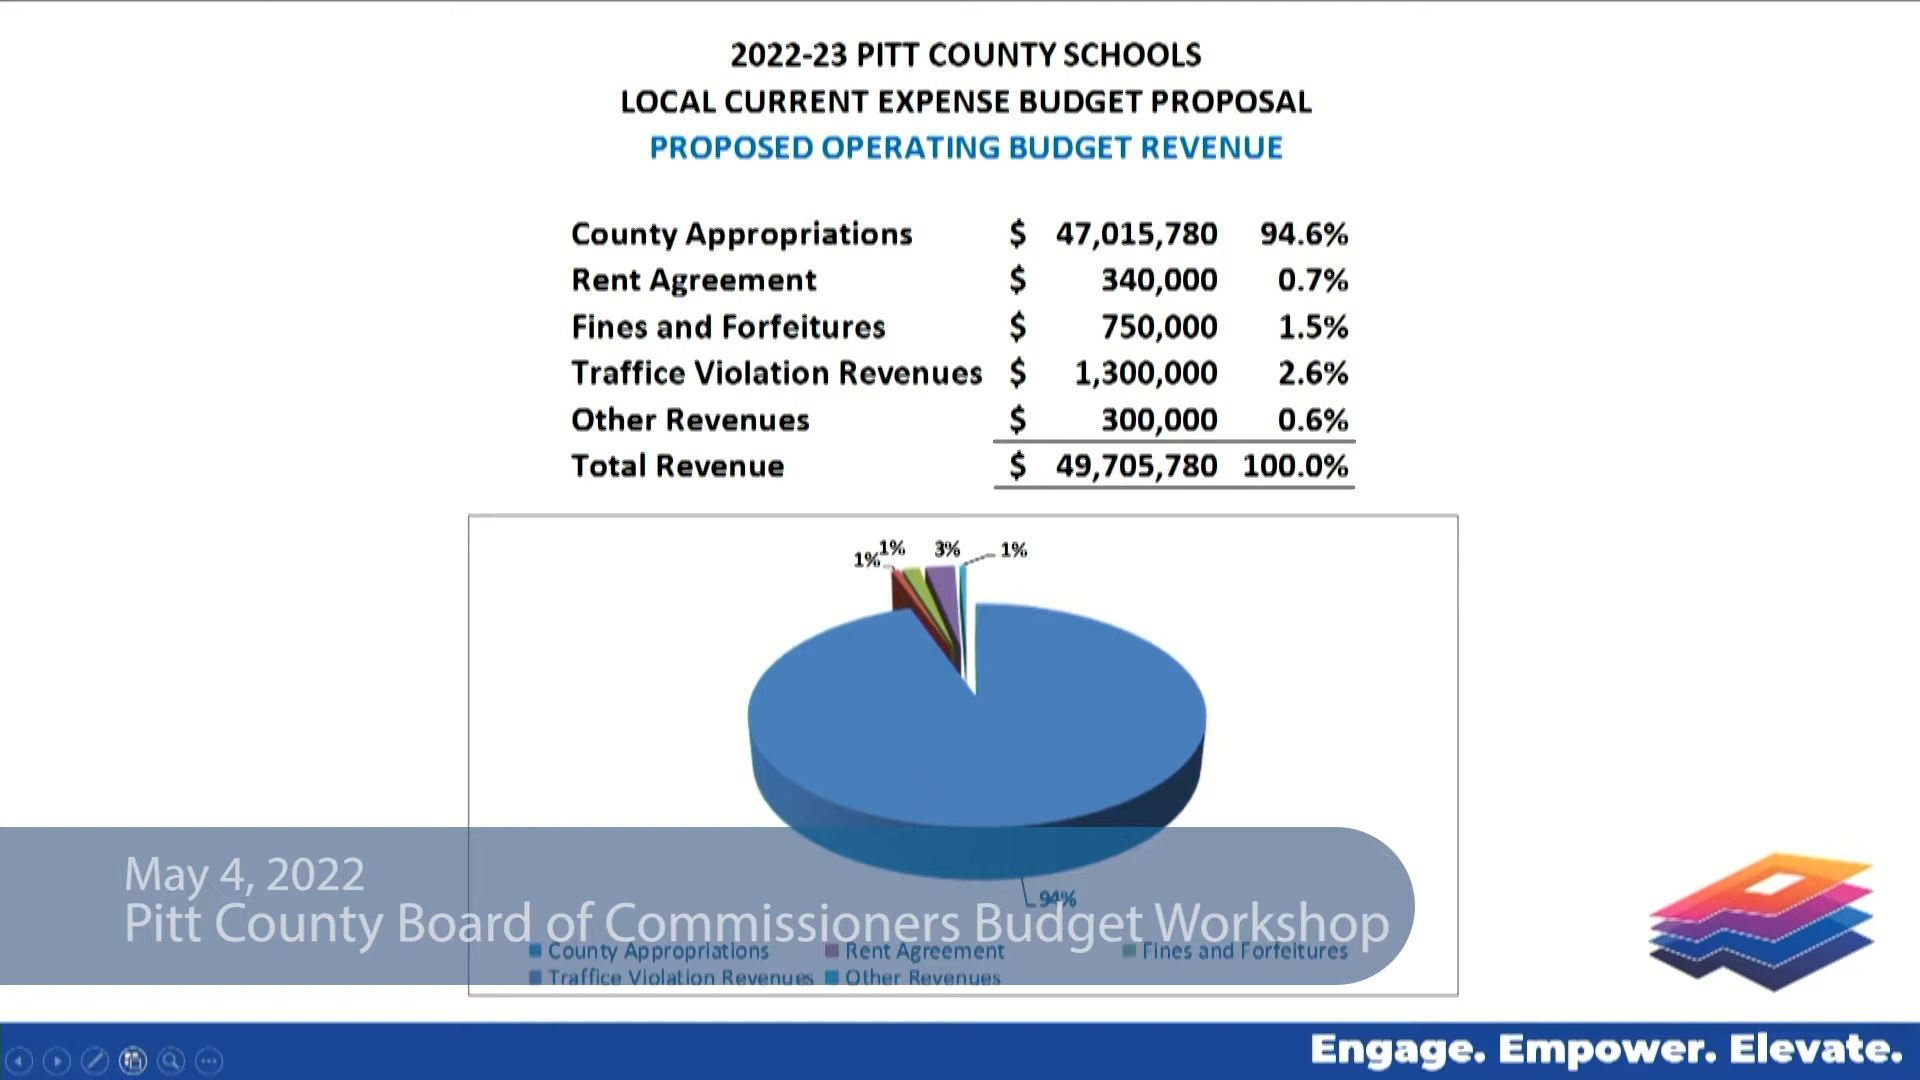 2022-23 PITT COUNTY SCHOOLS
LOCAL CURRENT EXPENSE BUDGET PROPOSAL
PROPOSED OPERATING BUDGET REVENUE
County Appropriations $ 47,015,780 94.6%
Rent Agreement $ 340,000 0.7%
Fines and Forfeitures $ 750,000 1.5%
Traffice Violation Revenues $ 1,300,000 2.6%
Other Revenues $ 300,000 0.6%
Total Revenue $ 49,705,780 100.0%
1% 1% 3% 1%
94%
May 4, 2022
Pitt County Board of Commissioners Budget Workshop
County Appropriations Rent Agreement Fines and Forfeitures
Traffice Violation Revenues Other Revenues
Engage. Empower. Elevate.